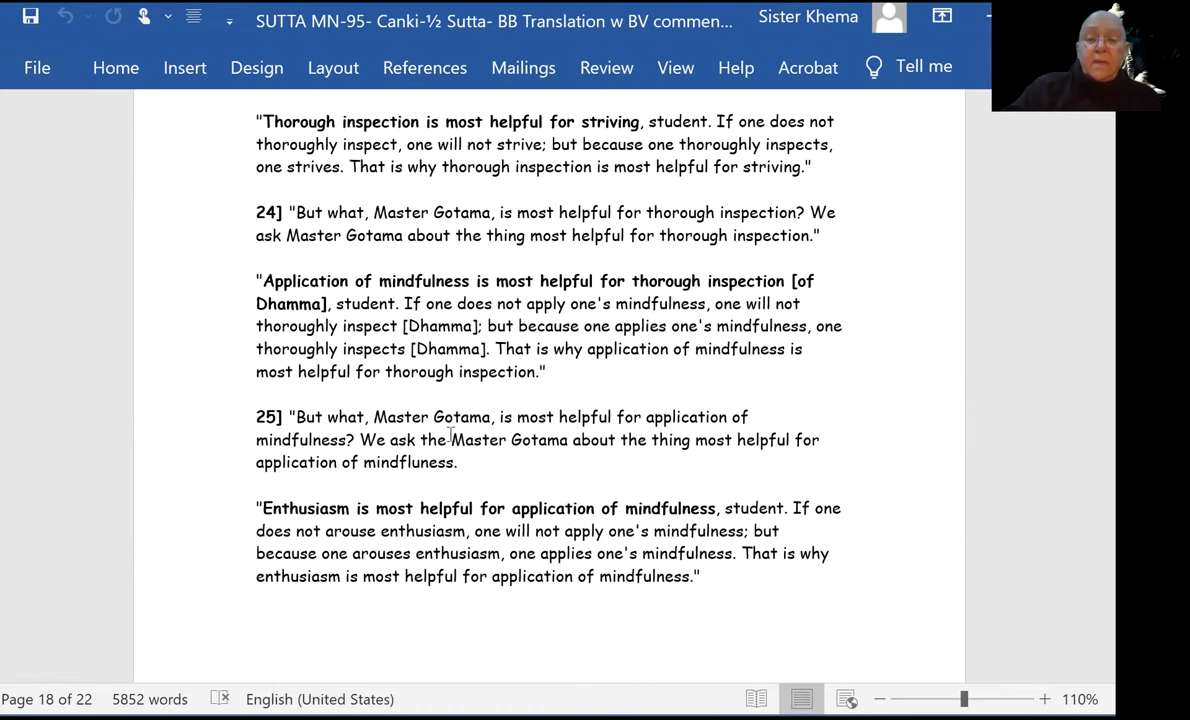 SUTTA MN-95- Canki-½ Sutta- BB Translation w BV commen...
Sister Khema
File Home Insert Design Layout References Mailings Review View Help Acrobat Tell me
"Thorough inspection is most helpful for striving, student. If one does not
thoroughly inspect, one will not strive; but because one thoroughly inspects,
one strives. That is why thorough inspection is most helpful for striving."
24] "But what, Master Gotama, is most helpful for thorough inspection? We
ask Master Gotama about the thing most helpful for thorough inspection."
"Application of mindfulness is most helpful for thorough inspection [of
Dhamma], student. If one does not apply one's mindfulness, one will not
thoroughly inspect [Dhamma]; but because one applies one's mindfulness, one
thoroughly inspects [Dhamma]. That is why application of mindfulness is
most helpful for thorough inspection."
25] "But what, Master Gotama, is most helpful for application of
mindfulness? We ask the Master Gotama about the thing most helpful for
application of mindfluness.
"Enthusiasm is most helpful for application of mindfulness, student. If one
does not arouse enthusiasm, one will not apply one's mindfulness; but
because one arouses enthusiasm, one applies one's mindfulness. That is why
enthusiasm is most helpful for application of mindfulness."
Page 18 of 22 5852 words English (United States) 110%